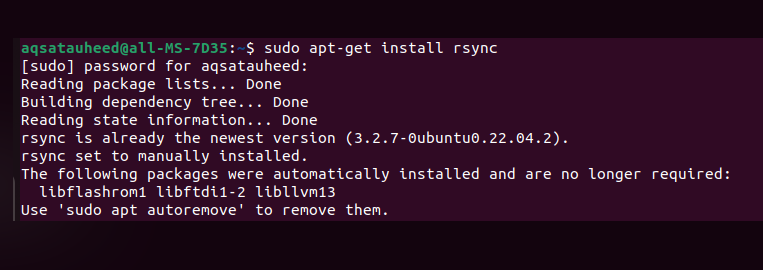 aqsatauheed@all-MS-7D35:~$ sudo apt-get install rsync
[sudo] password for aqsatauheed:
Reading package lists... Done
Building dependency tree... Done
Reading state information... Done
rsync is already the newest version (3.2.7-0ubuntu0.22.04.2).
rsync set to manually installed.
The following packages were automatically installed and are no longer required:
  libflashrom1 libftdi1-2 libllvm13
Use 'sudo apt autoremove' to remove them.